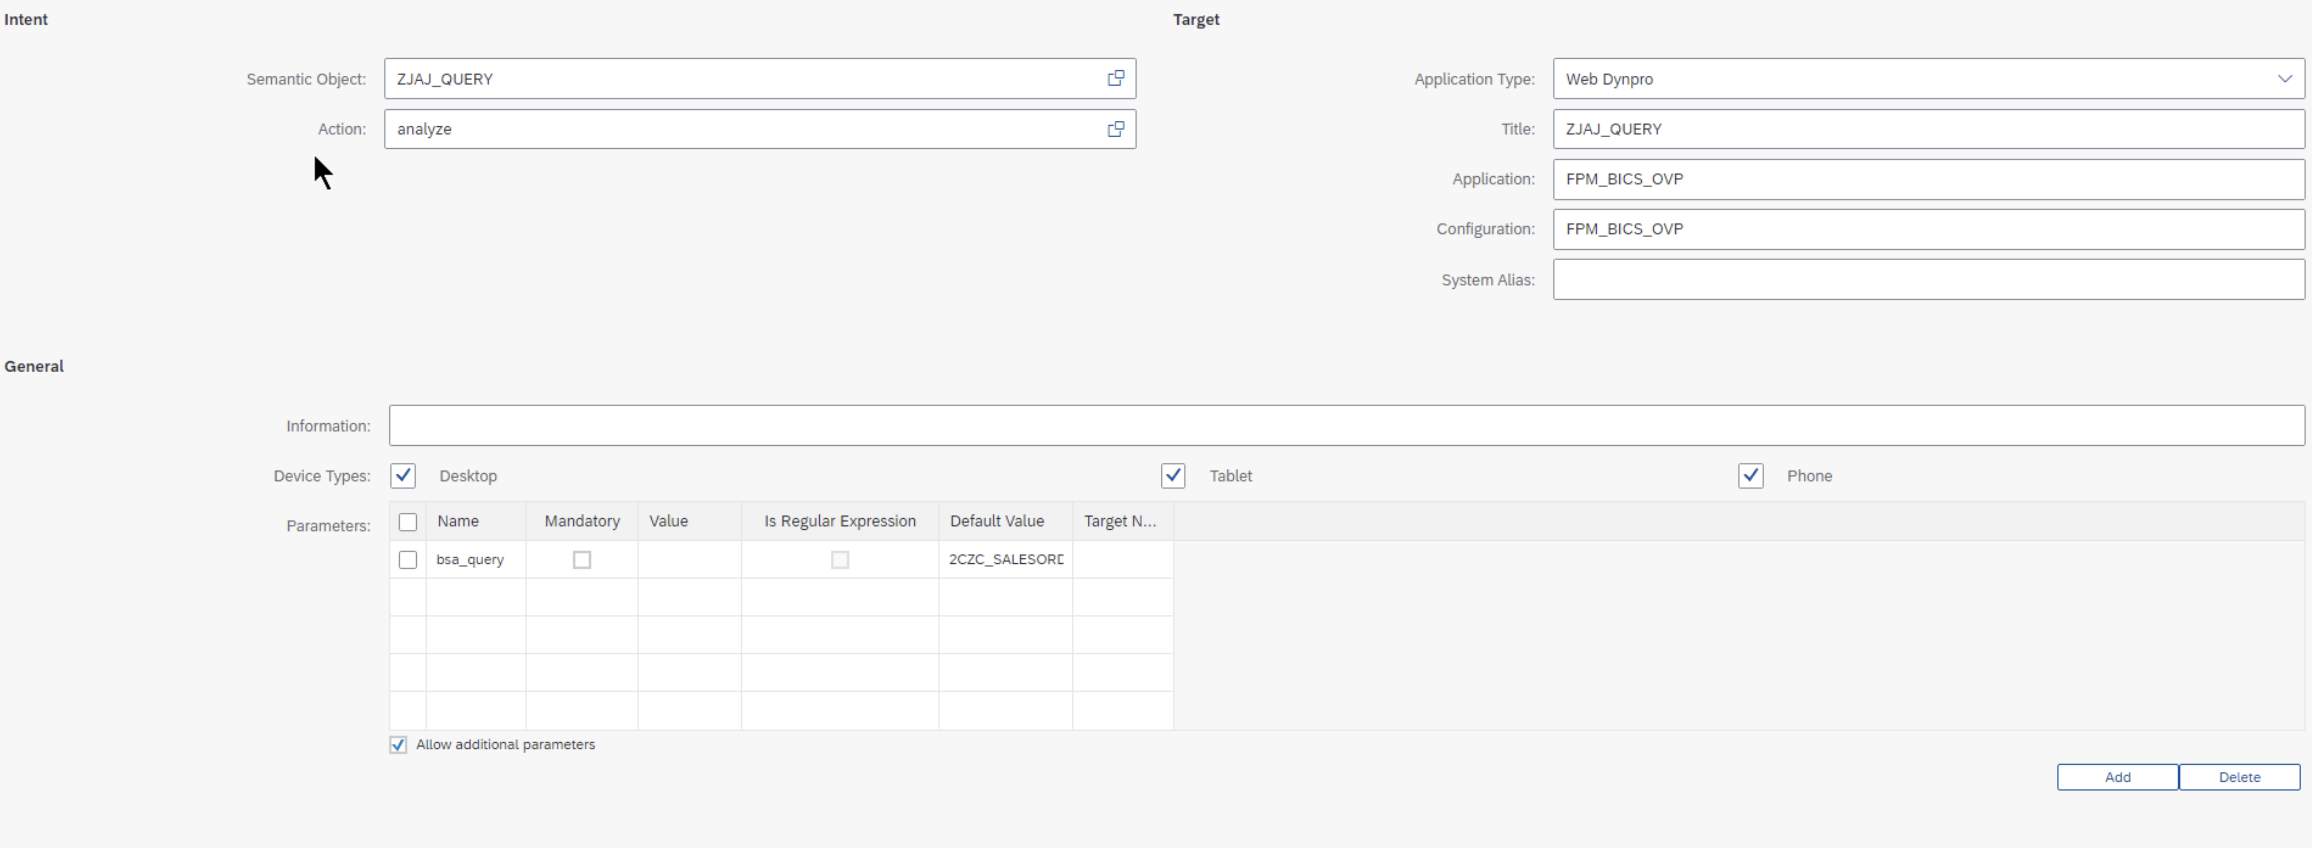 Intent
Target
Semantic Object: ZJAJ_QUERY
Application Type: Web Dynpro
Action: analyze
Title: ZJAJ_QUERY
Application: FPM_BICS_OVP
Configuration: FPM_BICS_OVP
System Alias:
General
Information:
Device Types: Desktop Tablet Phone
Parameters: Name Mandatory Value Is Regular Expression Default Value Target N...
bsa_query 2CZC_SALESORD
Allow additional parameters
Add Delete